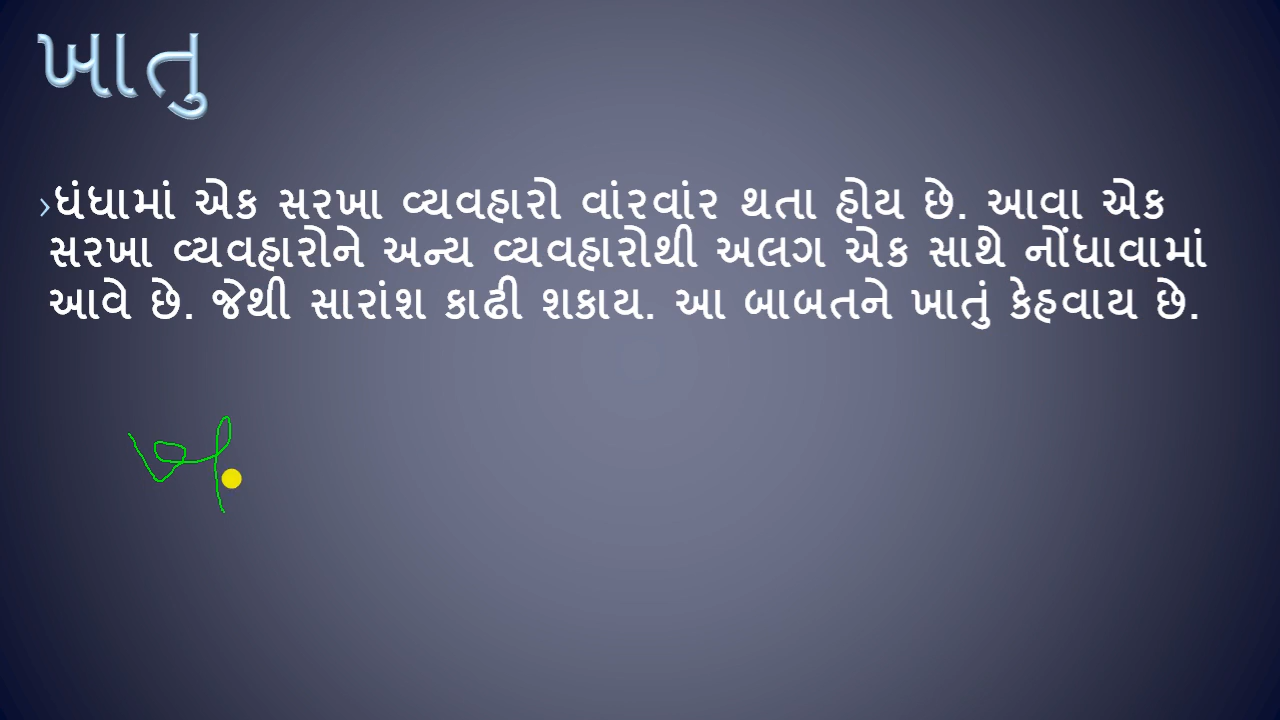 ખાતુ
›ધંધામાં એક સરખા વ્યવહારો વાંરવાંર થતા હોય છે. આવા એક
સરખા વ્યવહારોને અન્ય વ્યવહારોથી અલગ એક સાથે નોંધાવામાં
આવે છે. જેથી સારાંશ કાઢી શકાય. આ બાબતને ખાતું કેહવાય છે.